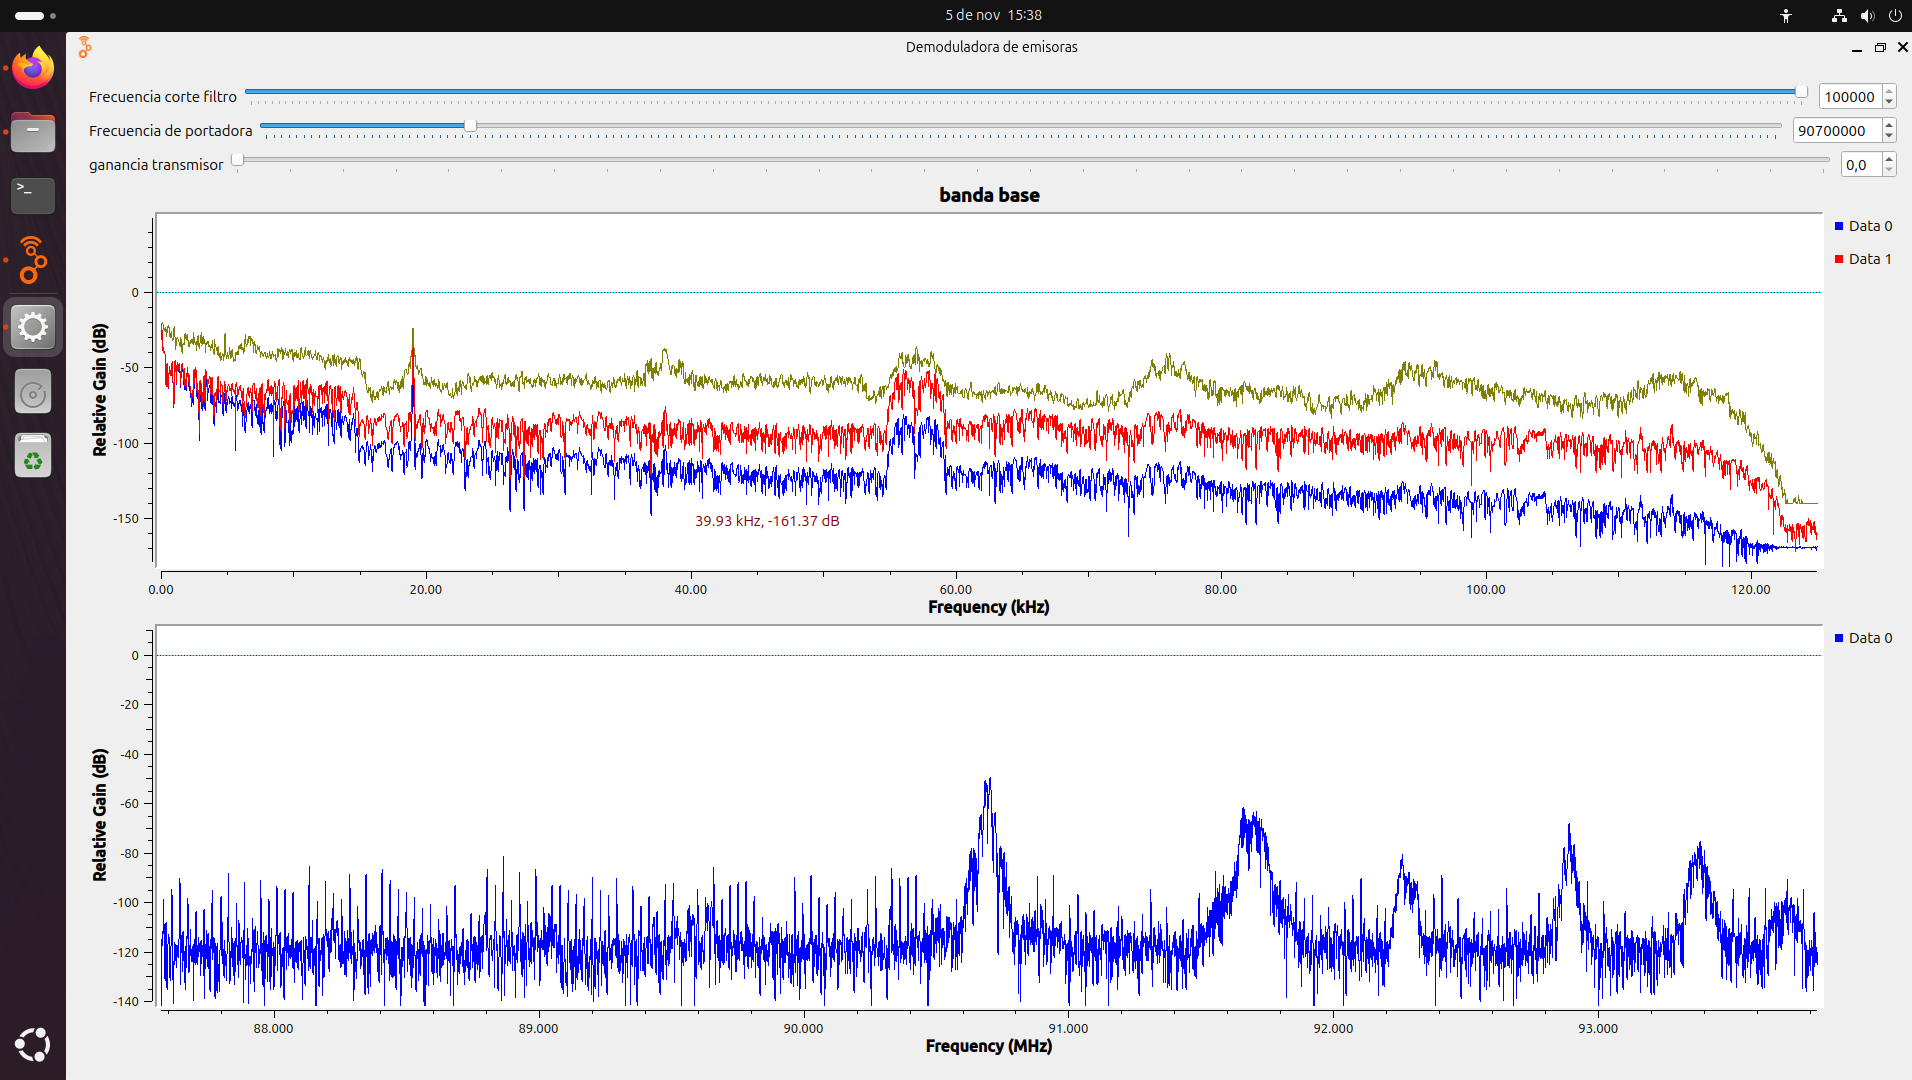 5 de nov 15:38
Demoduladora de emisoras
Frecuencia corte filtro 100000
Frecuencia de portadora 90700000
ganancia transmisor 0,0
banda base
Data 0
Data 1
Relative Gain (dB)
0
-50
-100
-150
39.93 kHz, -161.37 dB
0.00 20.00 40.00 60.00 80.00 100.00 120.00
Frequency (kHz)
Data 0
Relative Gain (dB)
0
-20
-40
-60
-80
-100
-120
-140
88.000 89.000 90.000 91.000 92.000 93.000
Frequency (MHz)